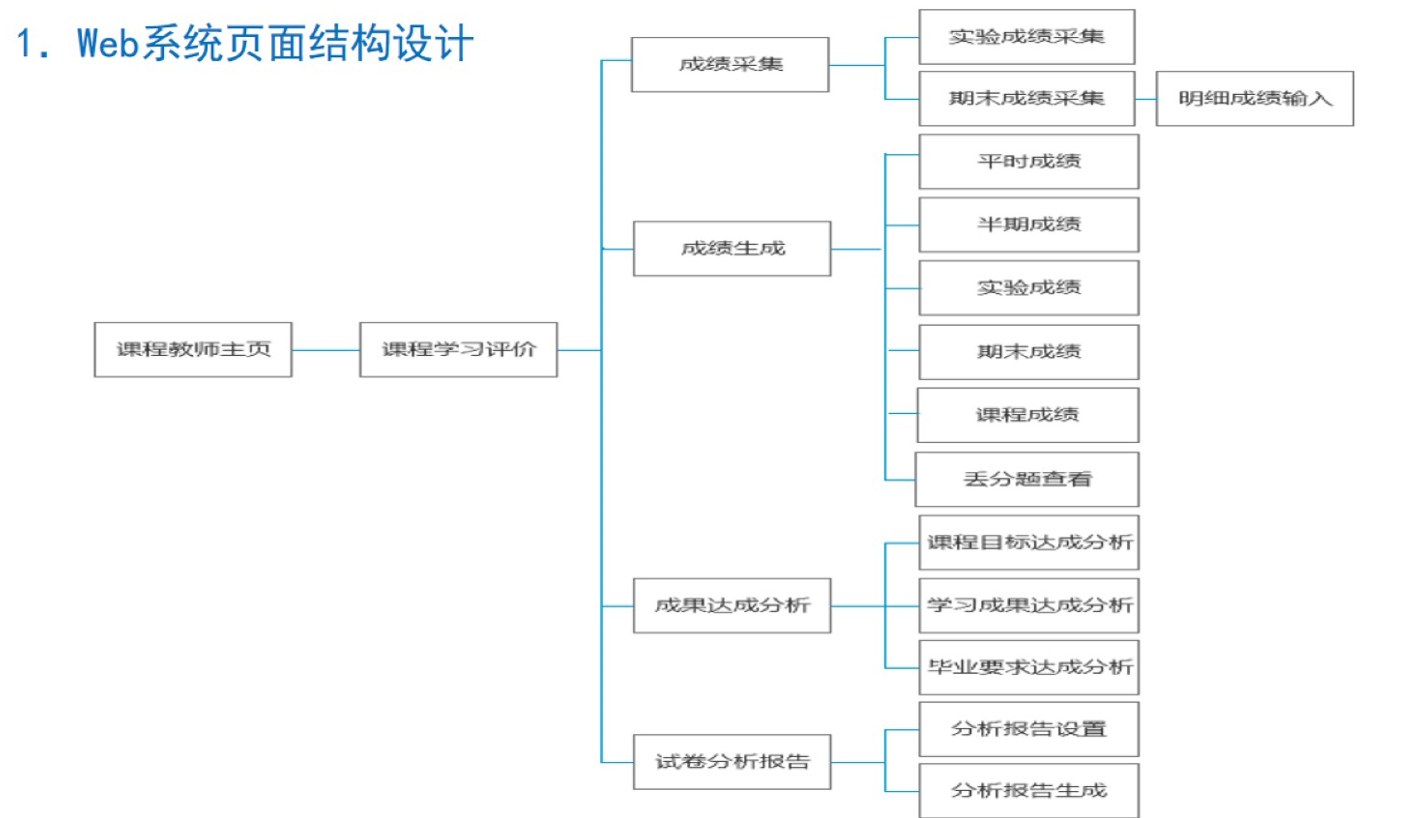 1. Web系统页面结构设计
课程教师主页
课程学习评价
成绩采集
实验成绩采集
期末成绩采集
明细成绩输入
成绩生成
平时成绩
半期成绩
实验成绩
期末成绩
课程成绩
丢分题查看
成果达成分析
课程目标达成分析
学习成果达成分析
毕业要求达成分析
试卷分析报告
分析报告设置
分析报告生成